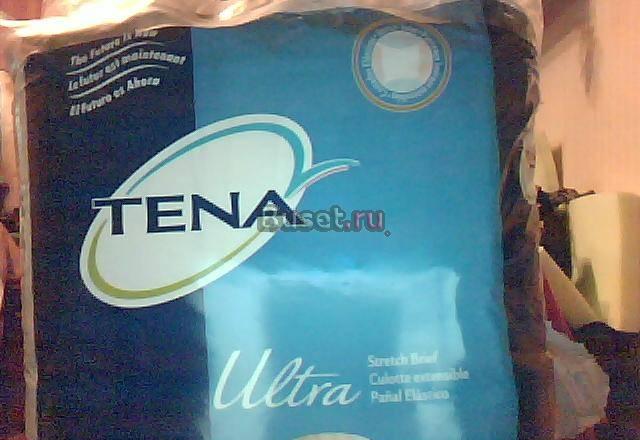 The Future is Now
Le futur est maintenant
El futuro es Ahora
TENA
Buset.ru
Ultra
Stretch Brief
Culotte extensible
Pañal Elástico